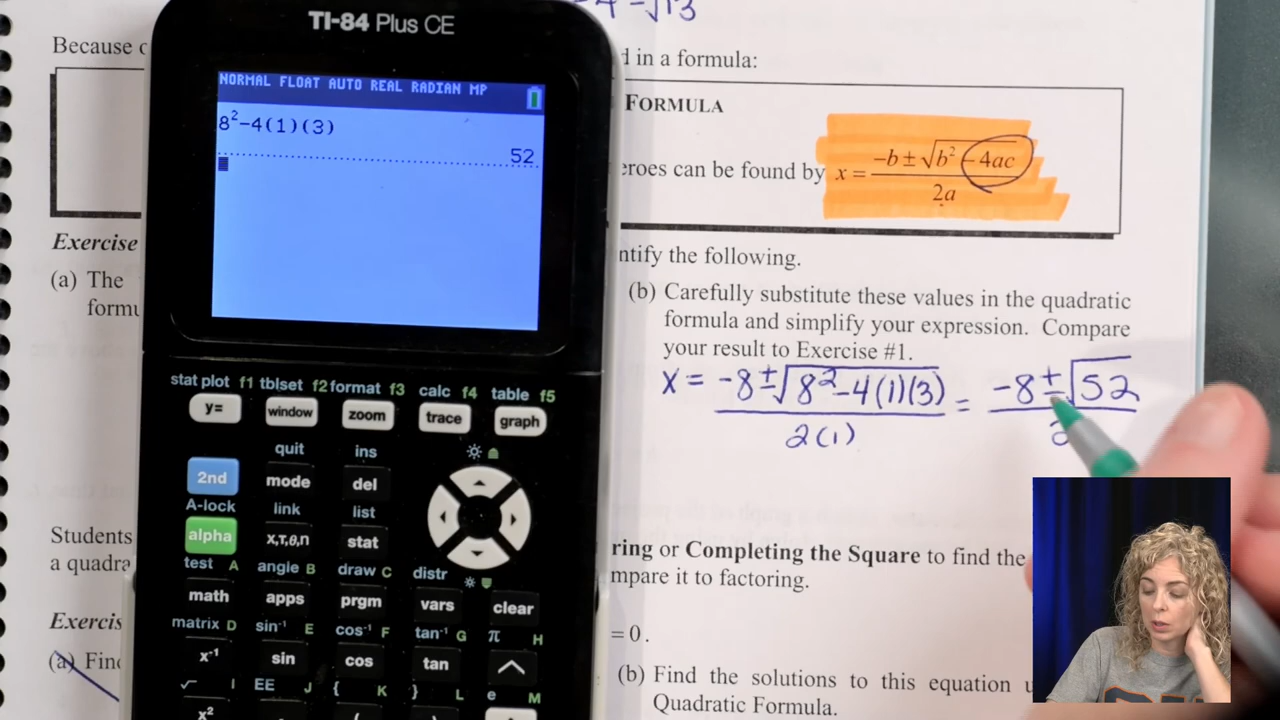 -4 - √13
TI-84 Plus CE
NORMAL FLOAT AUTO REAL RADIAN MP
8²-4(1)(3)
52
Because
d in a formula:
FORMULA
eroes can be found by x = -b ± √b² - 4ac / 2a
Exercise
ntify the following.
(a) The
formu
(b) Carefully substitute these values in the quadratic
formula and simplify your expression. Compare
your result to Exercise #1.
x = -8 ± √8² - 4(1)(3) / 2(1) = -8 ± √52 / 2
stat plot f1 tblset f2 format f3 calc f4 table f5
y= window zoom trace graph
quit ins
2nd mode del
A-lock link list
alpha X,T,θ,n stat
test A angle B draw C distr
math apps prgm vars clear
matrix D sin⁻¹ E cos⁻¹ F tan⁻¹ G π H
x⁻¹ sin cos tan ^
√ I EE J { K } L e M
x² , ( )
Students
a quadra
ring or Completing the Square to find the
mpare it to factoring.
Exercis
= 0.
(a) Find
(b) Find the solutions to this equation u
Quadratic Formula.